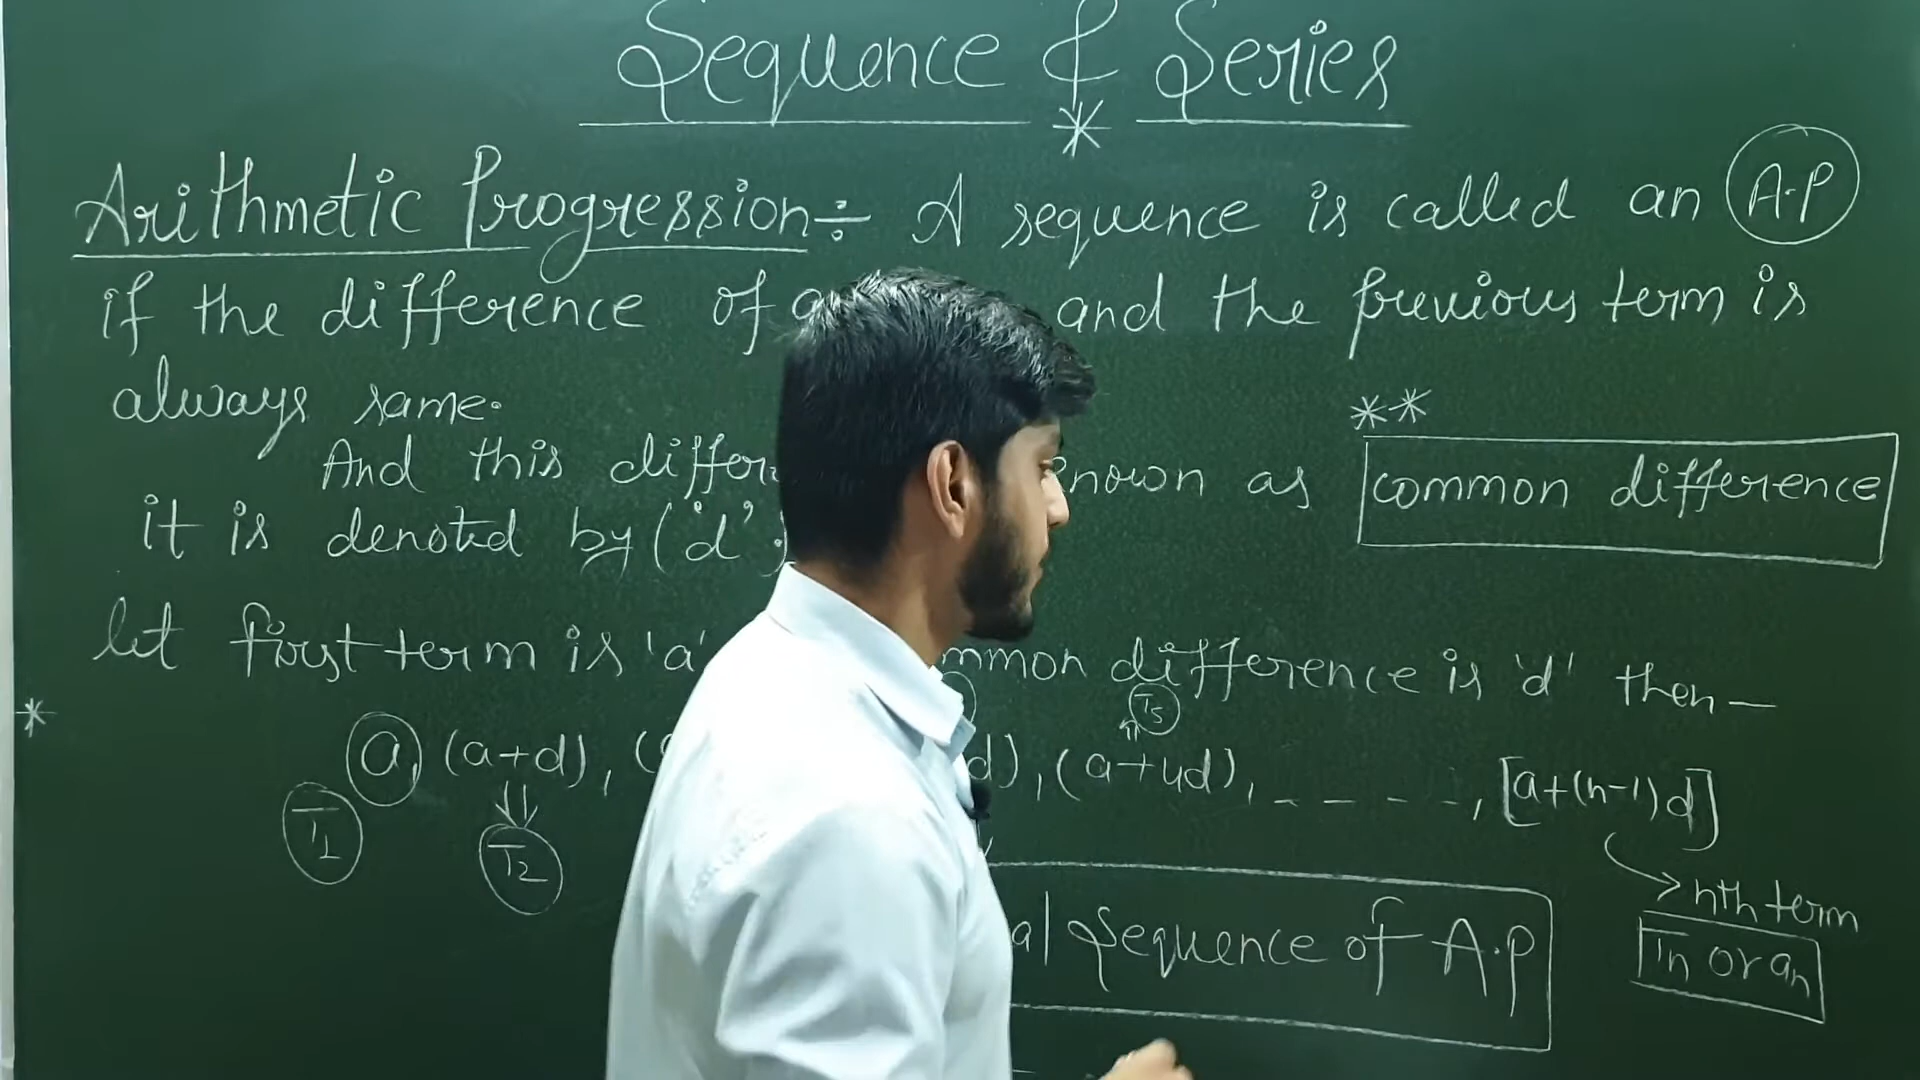 Sequence & Series
*
Arithmetic Progression ÷ A sequence is called an A.P
if the difference of and the previous term is
always same.
**
And this known as common difference
it is denoted by ('d')
let first term is 'a' difference is 'd' then —
T5
* a, (a+d), d), (a+4d), - - - - -, [a+(n-1)d]
T1 T2
nth term
Sequence of A.P
Tn or an